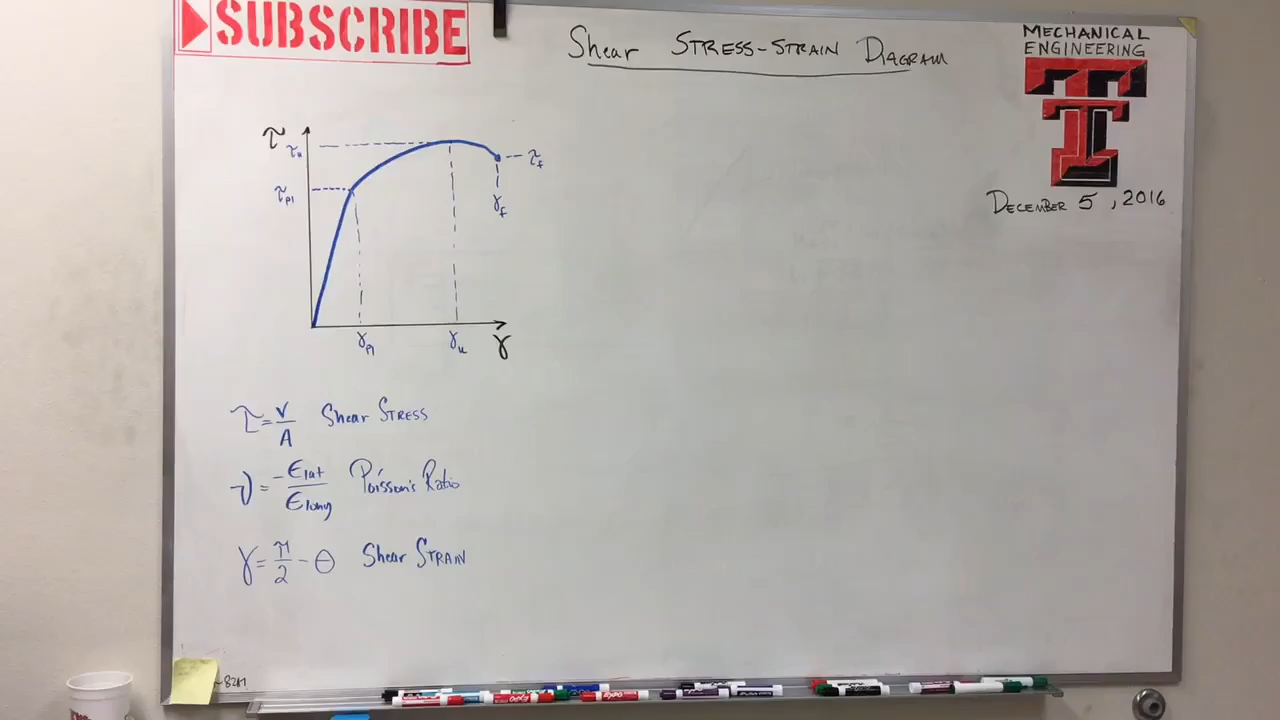 SUBSCRIBE
Shear STRESS-STRAIN DIAGRAM
MECHANICAL
ENGINEERING
T
DECEMBER 5, 2016
τ
τu
τf
τpl
γf
γpl
γu
γ
τ = V/A Shear STRESS
ν = -ϵlat/ϵlong Poisson's Ratio
γ = π/2 - θ Shear STRAIN
EXPO